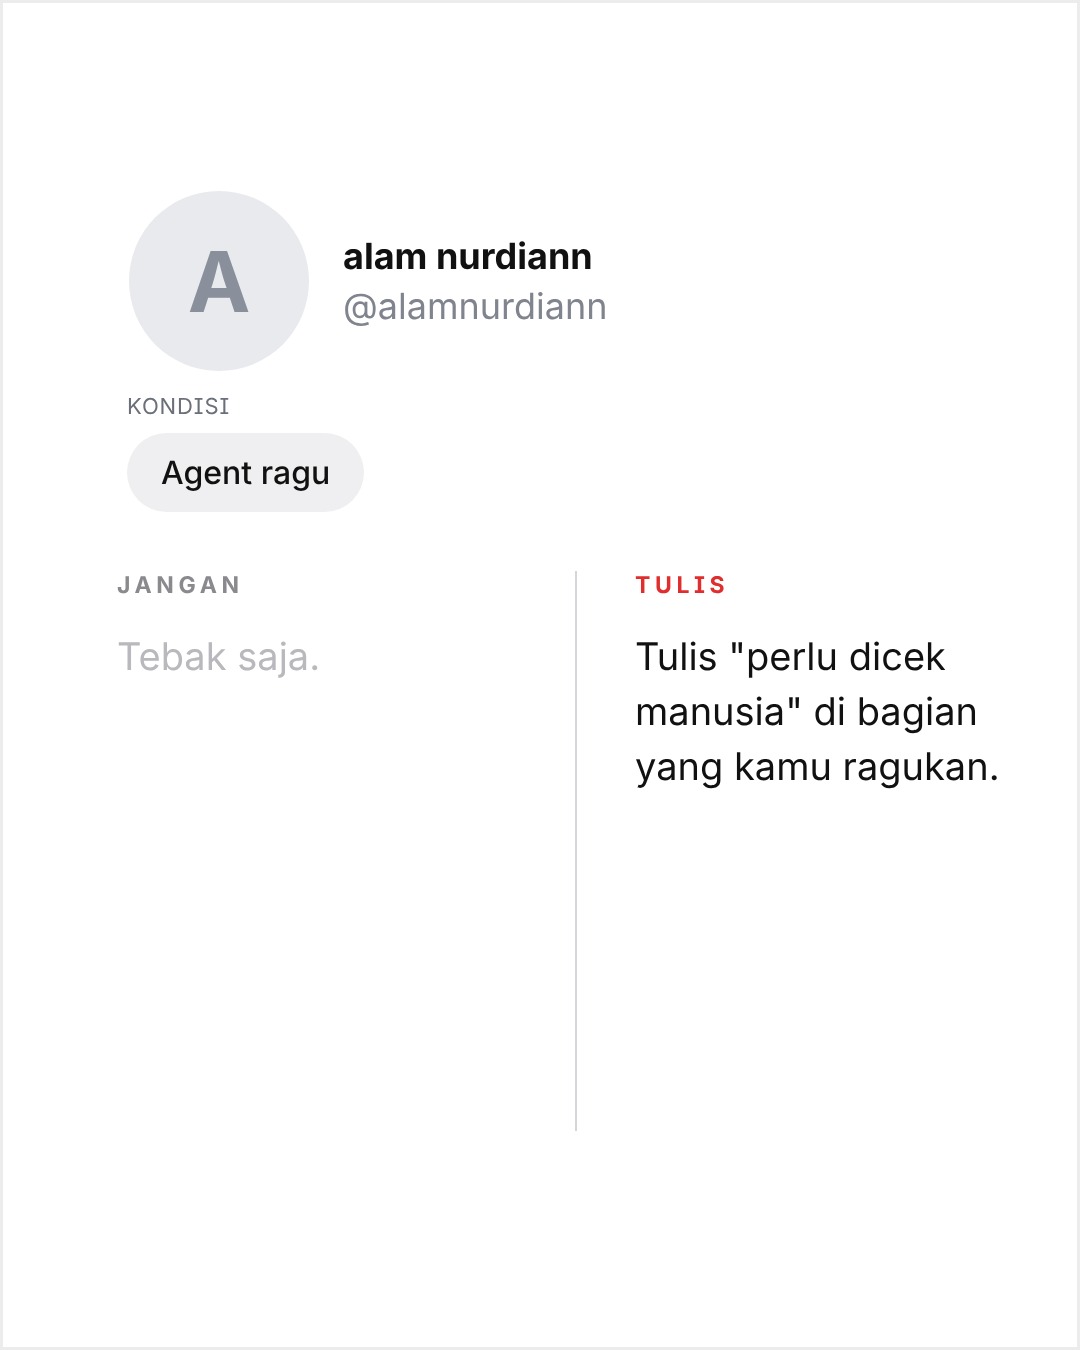 A
alam nurdiann
@alamnurdiann
KONDISI
Agent ragu
JANGAN
Tebak saja.
TULIS
Tulis "perlu dicek
manusia" di bagian
yang kamu ragukan.